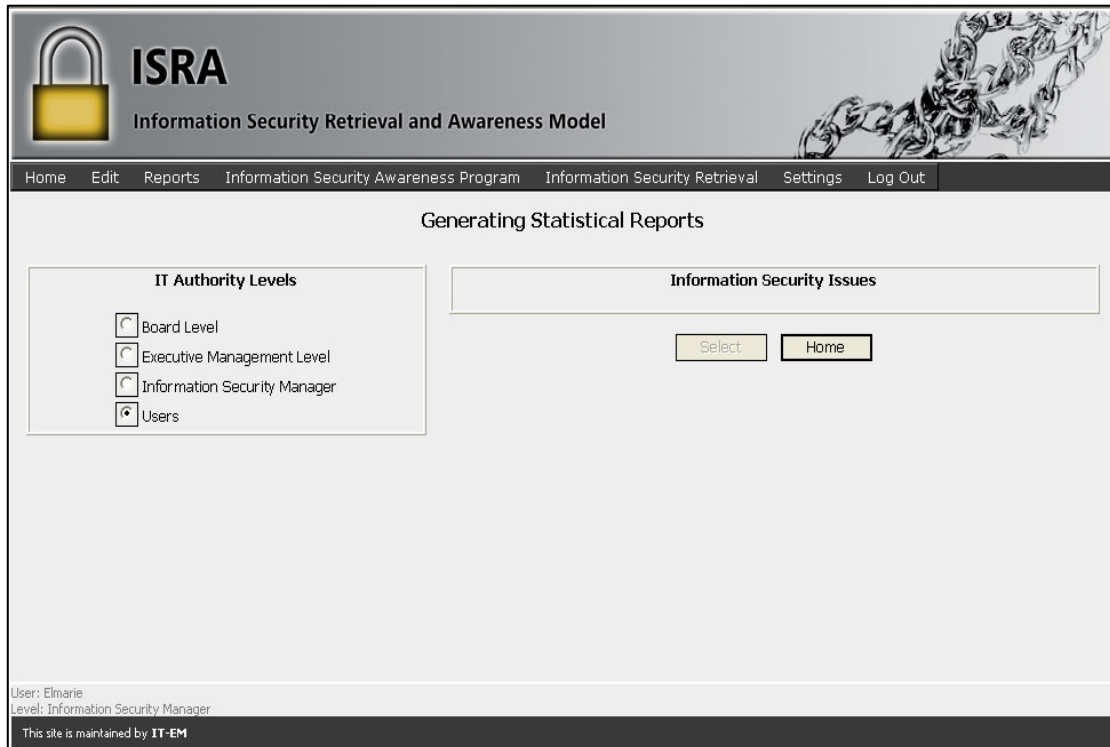 ISRA
Information Security Retrieval and Awareness Model
Home Edit Reports Information Security Awareness Program Information Security Retrieval Settings Log Out
Generating Statistical Reports
IT Authority Levels
Board Level
Executive Management Level
Information Security Manager
Users
Information Security Issues
Select Home
User: Elmarie
Level: Information Security Manager
This site is maintained by IT-EM